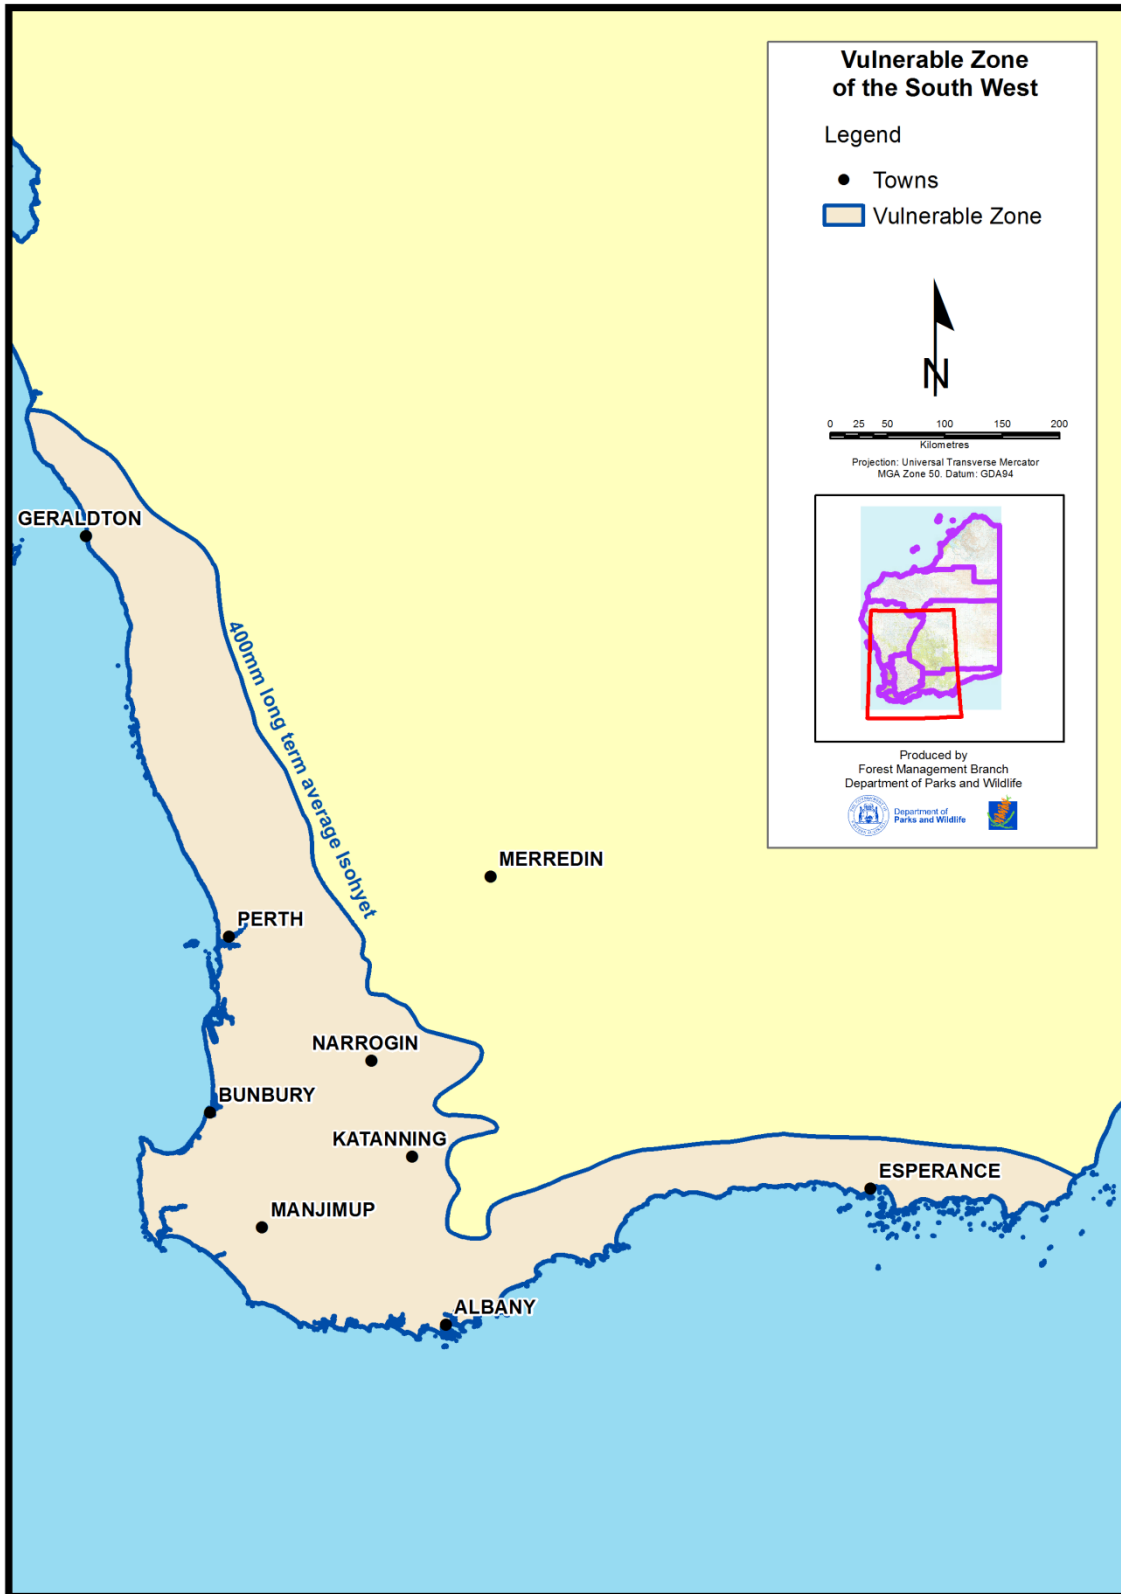 Vulnerable Zone
of the South West
Legend
Towns
Vulnerable Zone
N
0 25 50 100 150 200
Kilometres
Projection: Universal Transverse Mercator
MGA Zone 50. Datum: GDA94
Produced by
Forest Management Branch
Department of Parks and Wildlife
Department of
Parks and Wildlife
GERALDTON
400mm long term average Isohyet
MERREDIN
PERTH
NARROGIN
BUNBURY
KATANNING
ESPERANCE
MANJIMUP
ALBANY